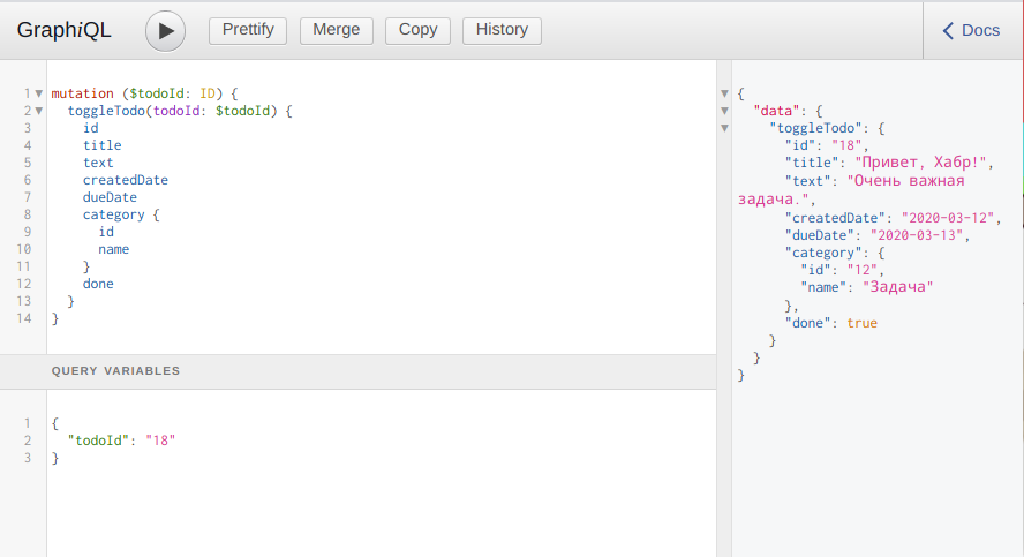 GraphiQL
Prettify
Merge
Copy
History
Docs
1 mutation ($todoId: ID) {
2 toggleTodo(todoId: $todoId) {
3 id
4 title
5 text
6 createdDate
7 dueDate
8 category {
9 id
10 name
11 }
12 done
13 }
14 }
QUERY VARIABLES
1 {
2 "todoId": "18"
3 }
{
"data": {
"toggleTodo": {
"id": "18",
"title": "Привет, Хабр!",
"text": "Очень важная
задача.",
"createdDate": "2020-03-12",
"dueDate": "2020-03-13",
"category": {
"id": "12",
"name": "Задача"
},
"done": true
}
}
}